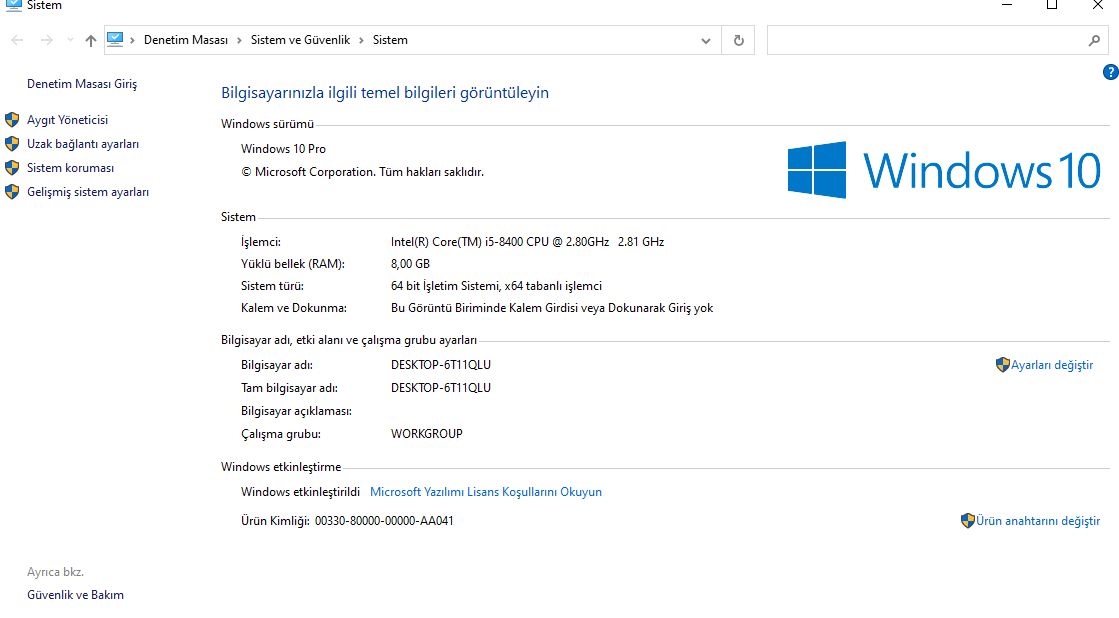 Sistem
Denetim Masası > Sistem ve Güvenlik > Sistem
?
Denetim Masası Giriş
Aygıt Yöneticisi
Uzak bağlantı ayarları
Sistem koruması
Gelişmiş sistem ayarları
Bilgisayarınızla ilgili temel bilgileri görüntüleyin
Windows sürümü
Windows 10 Pro
© Microsoft Corporation. Tüm hakları saklıdır.
Windows 10
Sistem
İşlemci: Intel(R) Core(TM) i5-8400 CPU @ 2.80GHz 2.81 GHz
Yüklü bellek (RAM): 8,00 GB
Sistem türü: 64 bit İşletim Sistemi, x64 tabanlı işlemci
Kalem ve Dokunma: Bu Görüntü Biriminde Kalem Girdisi veya Dokunarak Giriş yok
Bilgisayar adı, etki alanı ve çalışma grubu ayarları
Bilgisayar adı: DESKTOP-6T11QLU Ayarları değiştir
Tam bilgisayar adı: DESKTOP-6T11QLU
Bilgisayar açıklaması:
Çalışma grubu: WORKGROUP
Windows etkinleştirme
Windows etkinleştirildi Microsoft Yazılımı Lisans Koşullarını Okuyun
Ürün Kimliği: 00330-80000-00000-AA041 Ürün anahtarını değiştir
Ayrıca bkz.
Güvenlik ve Bakım